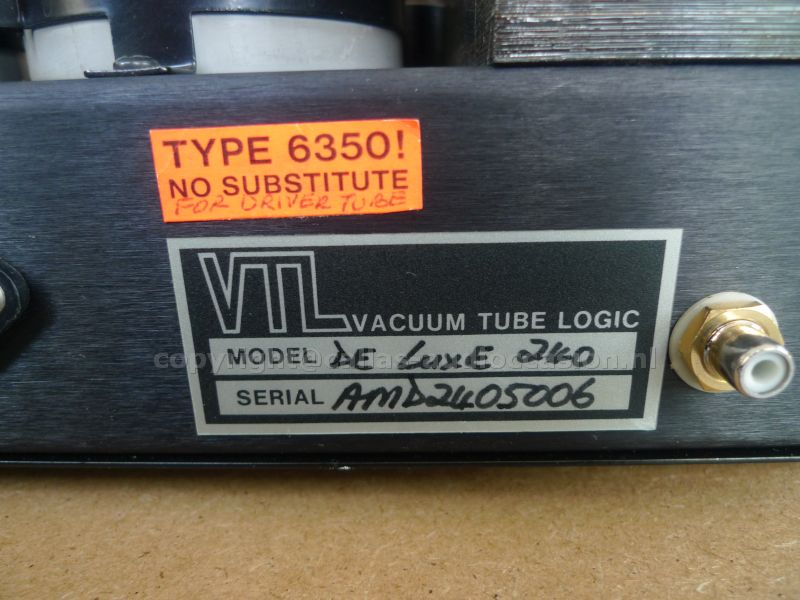 TYPE 6350!
NO SUBSTITUTE
FOR DRIVER TUBE
VTL VACUUM TUBE LOGIC
MODEL DE LUXE 240
SERIAL AMD2405006